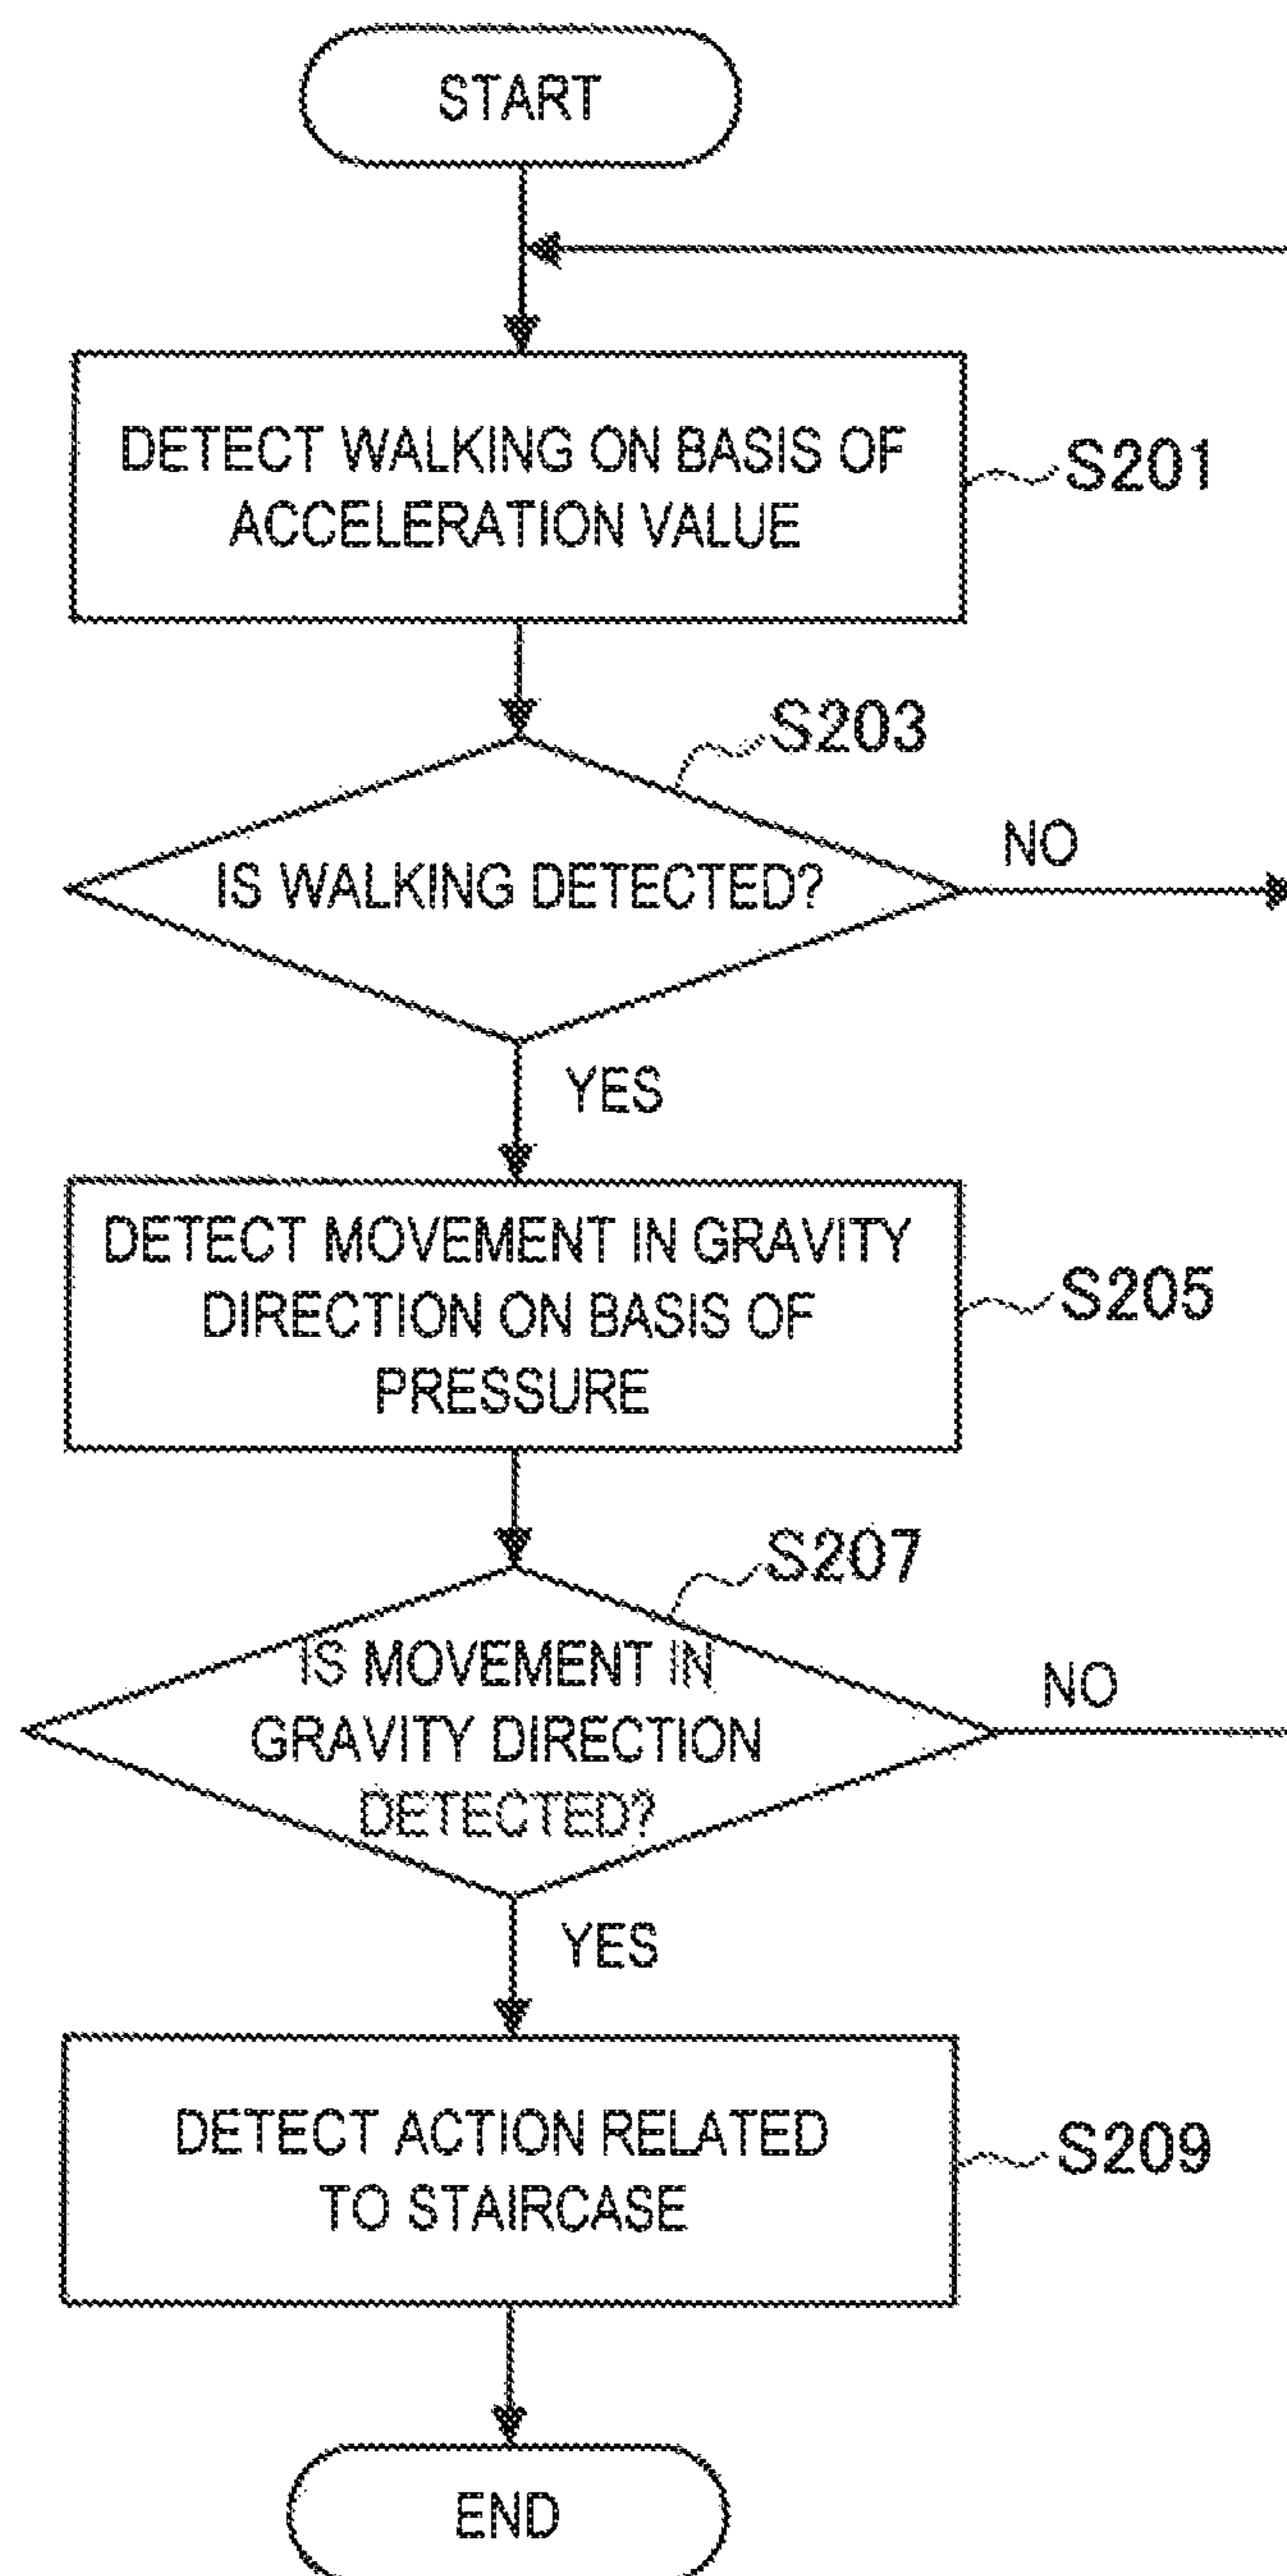 START
DETECT WALKING ON BASIS OF
ACCELERATION VALUE
S201
S203
IS WALKING DETECTED?
NO
YES
DETECT MOVEMENT IN GRAVITY
DIRECTION ON BASIS OF
PRESSURE
S205
S207
IS MOVEMENT IN
GRAVITY DIRECTION
DETECTED?
NO
YES
DETECT ACTION RELATED
TO STAIRCASE
S209
END